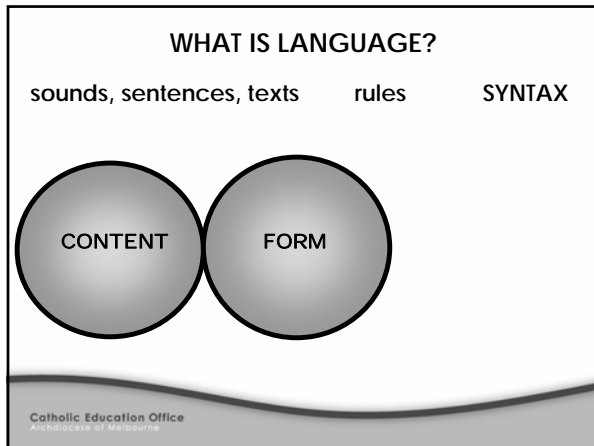 WHAT IS LANGUAGE?
sounds, sentences, texts rules SYNTAX
CONTENT FORM
Catholic Education Office
Archdiocese of Melbourne